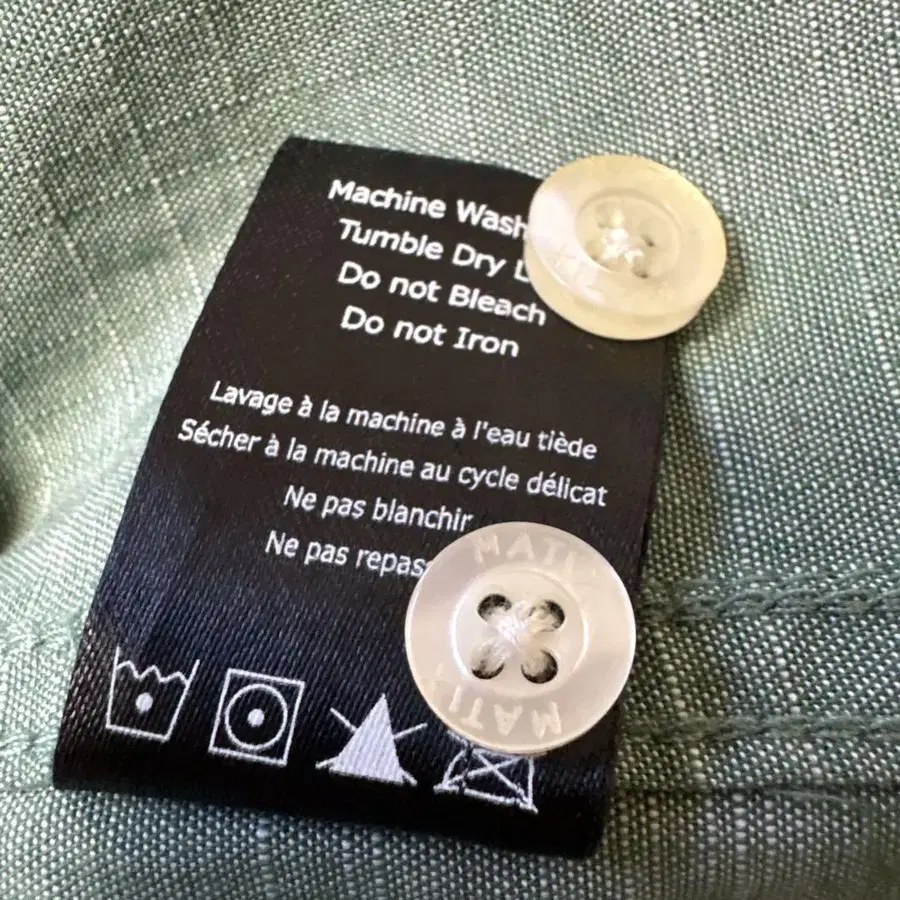 Machine Wash
Tumble Dry
Do not Bleach
Do not Iron
Lavage à la machine à l'eau tiède
Sécher à la machine au cycle délicat
Ne pas blanchir
Ne pas